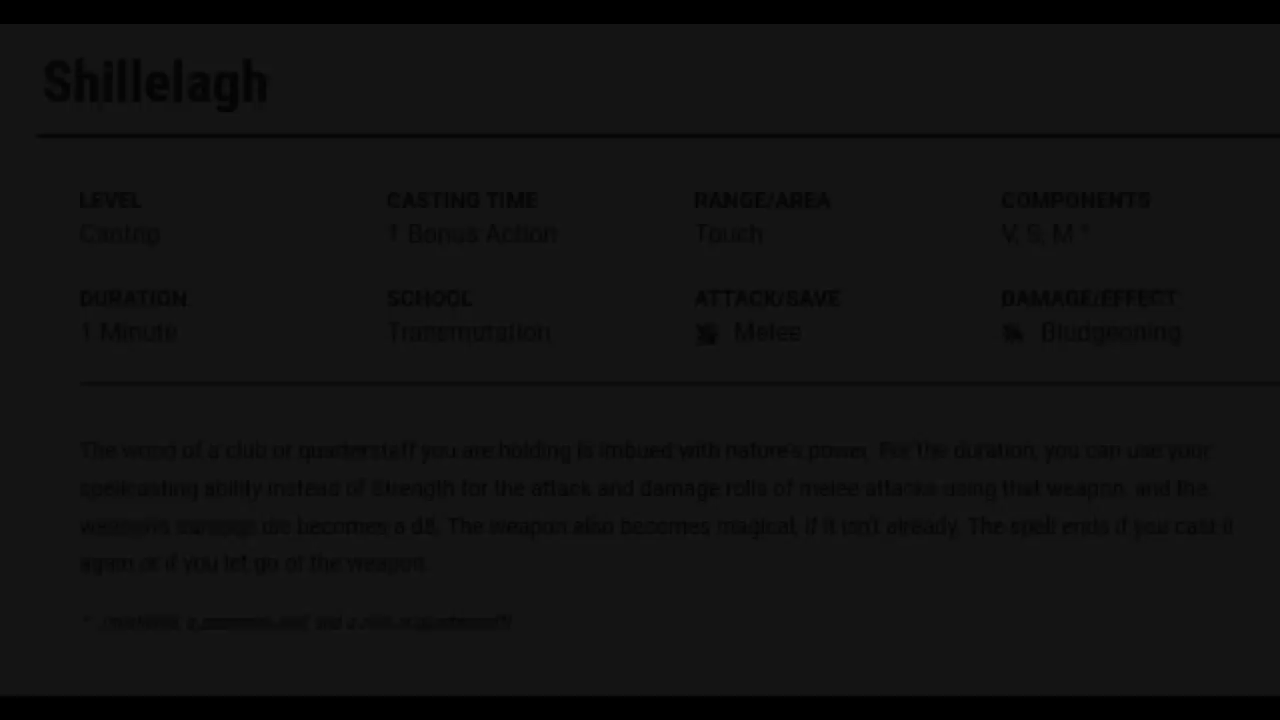 Shillelagh
LEVEL CASTING TIME RANGE/AREA COMPONENTS
Cantrip 1 Bonus Action Touch V, S, M *
DURATION SCHOOL ATTACK/SAVE DAMAGE/EFFECT
1 Minute Transmutation Melee Bludgeoning
The wood of a club or quarterstaff you are holding is imbued with nature's power. For the duration, you can use your
spellcasting ability instead of Strength for the attack and damage rolls of melee attacks using that weapon, and the
weapon's damage die becomes a d8. The weapon also becomes magical, if it isn't already. The spell ends if you cast it
again or if you let go of the weapon.